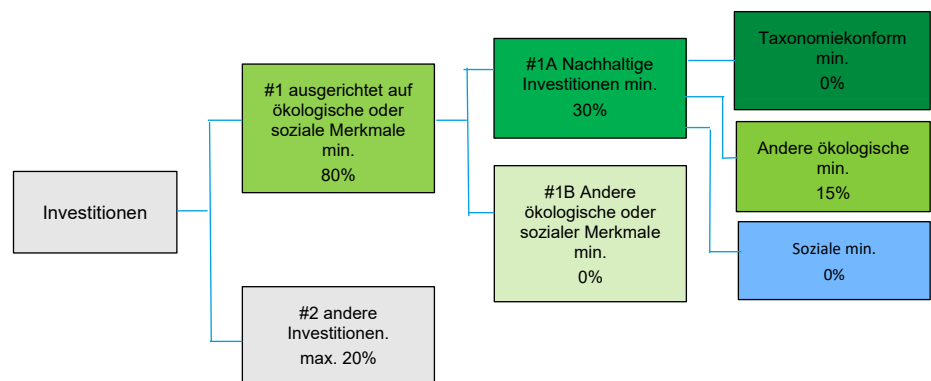 Investitionen
#1 ausgerichtet auf
ökologische oder
soziale Merkmale
min.
80%
#2 andere
Investitionen.
max. 20%
#1A Nachhaltige
Investitionen min.
30%
#1B Andere
ökologische oder
sozialer Merkmale
min.
0%
Taxonomiekonform
min.
0%
Andere ökologische
min.
15%
Soziale min.
0%